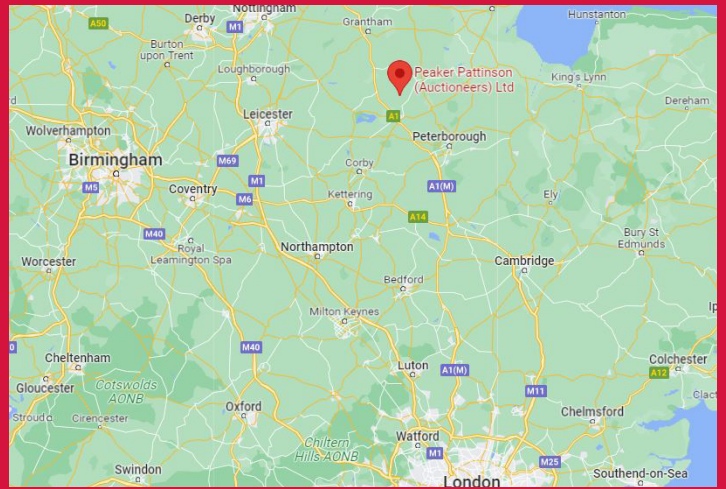 Nottingham
Derby
A50
M1
Grantham
Hunstanton
Burton
upon Trent
Loughborough
Peaker Pattinson
(Auctioneers) Ltd
King's Lynn
Dereham
Leicester
A1
Wolverhampton
Peterborough
Birmingham
M69
Corby
M5
Coventry
M1
M6
Kettering
A1(M)
Ely
A14
M40
Royal
Leamington Spa
Northampton
Bury St
Edmunds
Worcester
Cambridge
Bedford
Milton Keynes
M40
Cheltenham
Luton
A1(M)
Colchester
A12
Gloucester
Cotswolds
AONB
M11
Clact
Stroud
Cirencester
Oxford
Chelmsford
Chiltern
Hills AONB
Watford
M1
M25
Swindon
London
Southend-on-Sea